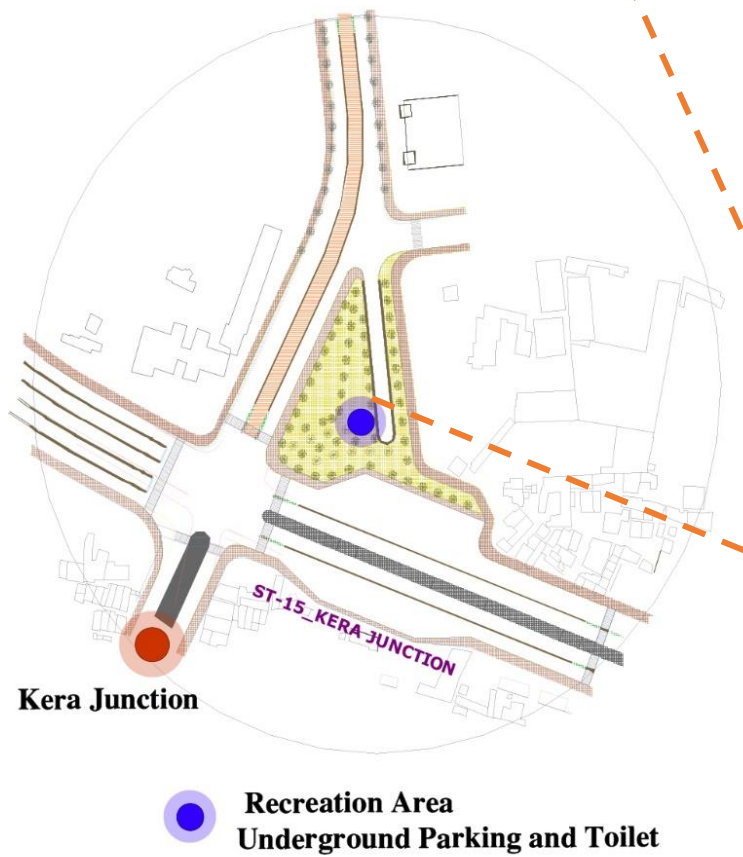 ST-15_KERA JUNCTION
Kera Junction
Recreation Area
Underground Parking and Toilet